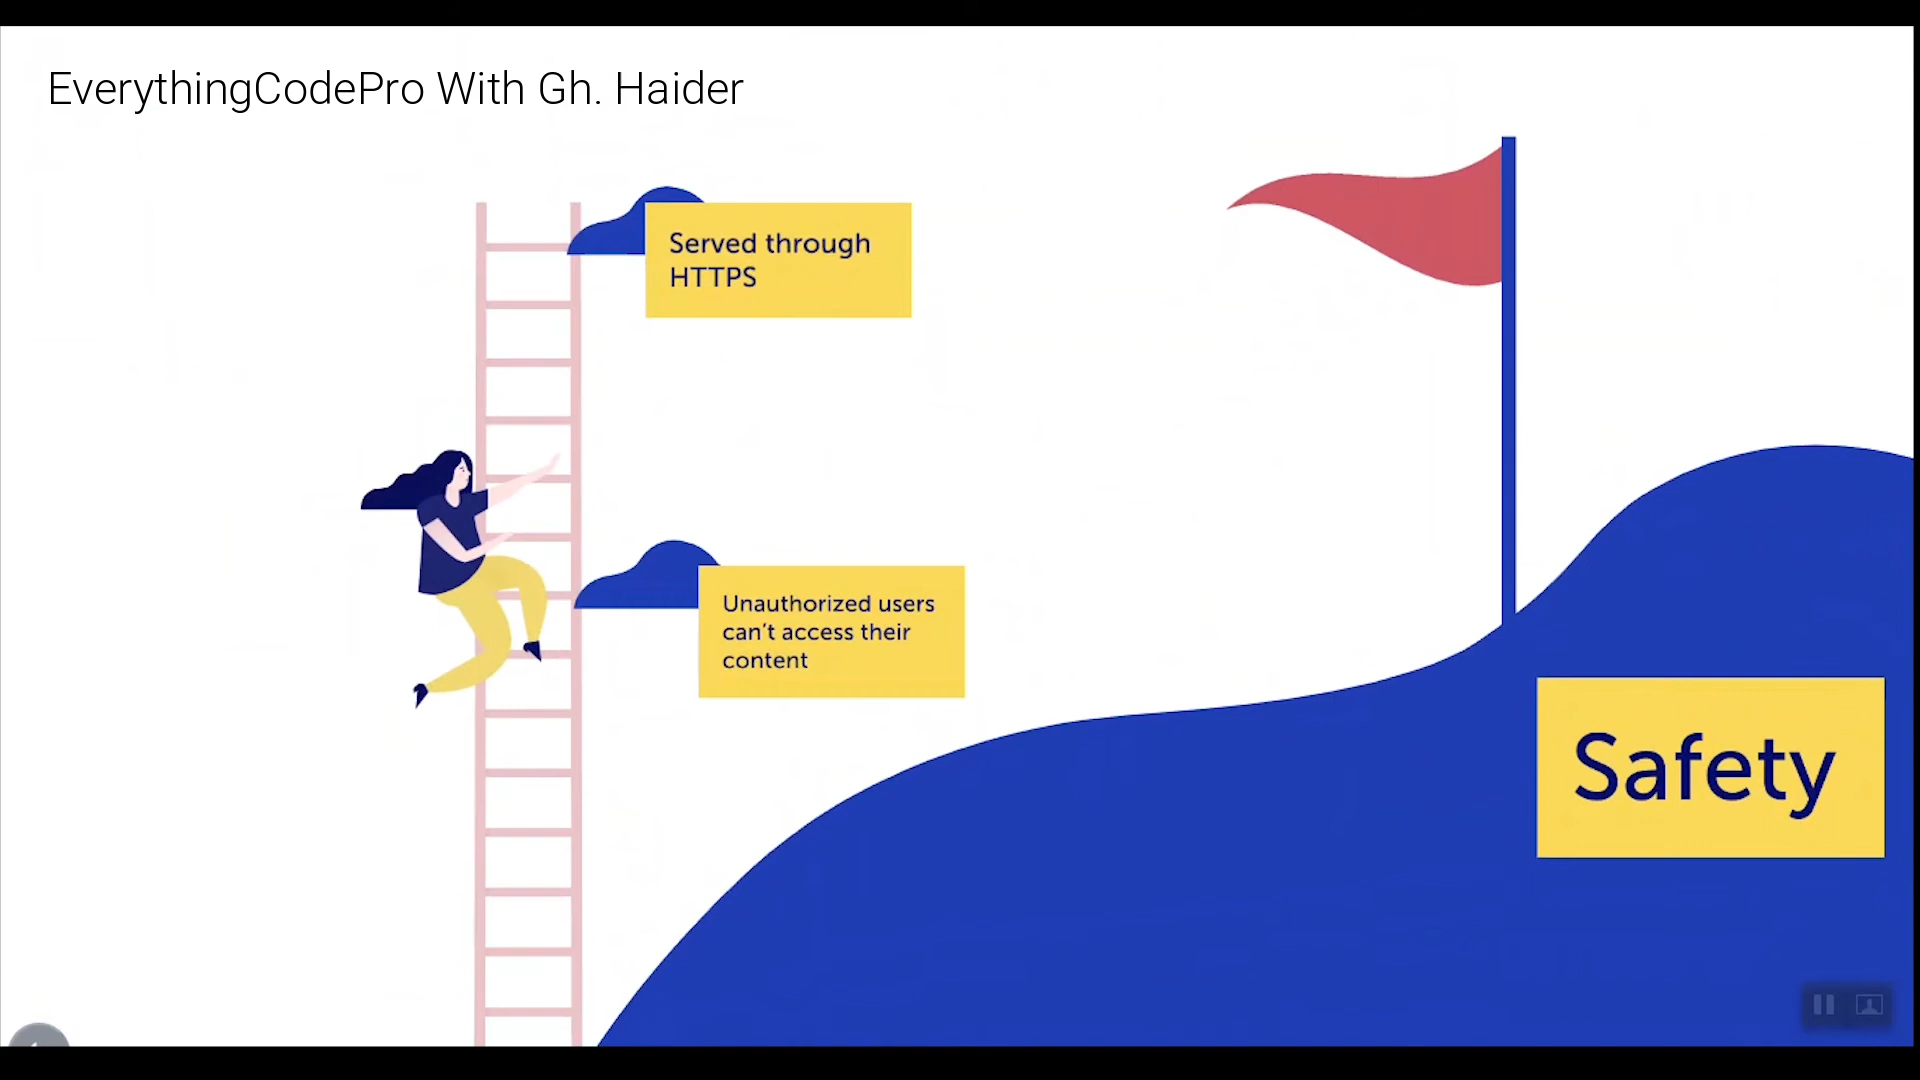 EverythingCodePro With Gh. Haider
Served through
HTTPS
Unauthorized users
can't access their
content
Safety